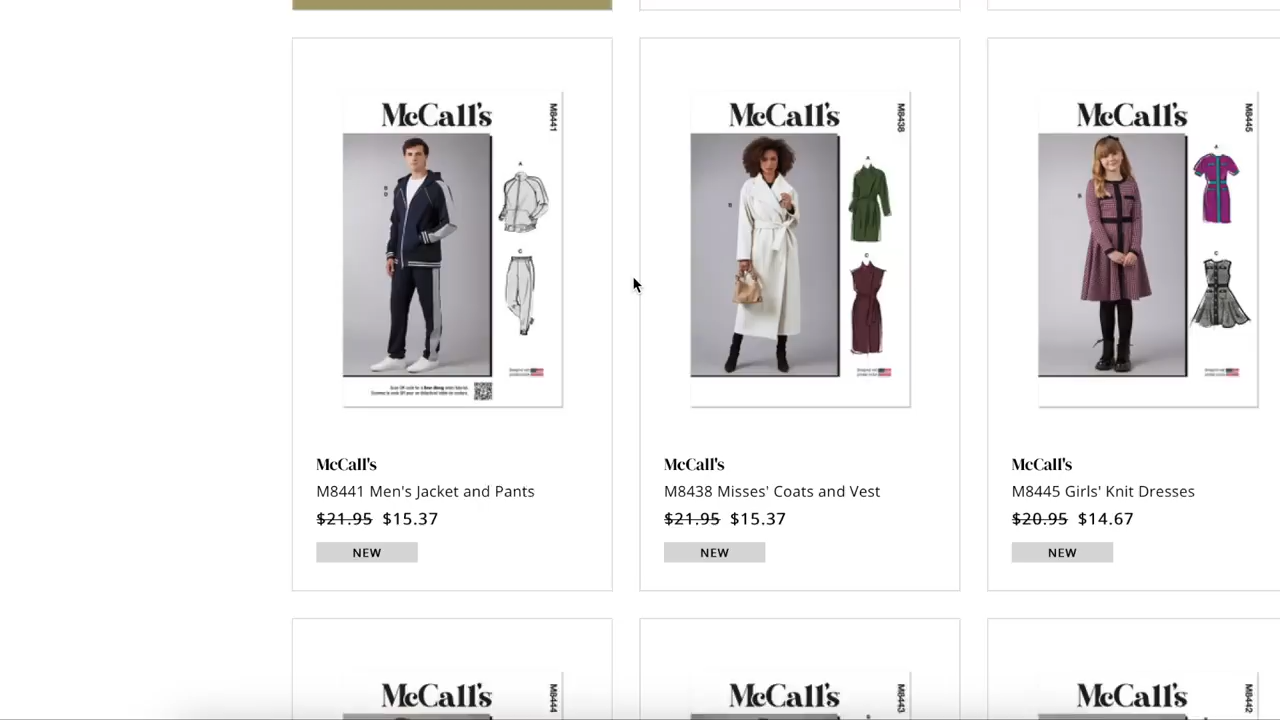 McCall's
M8441
A
B
D
C
McCall's
M8438
A
B
C
McCall's
M8445
A
B
C
McCall's
M8441 Men's Jacket and Pants
$21.95 $15.37
NEW
McCall's
M8438 Misses' Coats and Vest
$21.95 $15.37
NEW
McCall's
M8445 Girls' Knit Dresses
$20.95 $14.67
NEW
McCall's
M8444
McCall's
M8443
McCall's
M8442